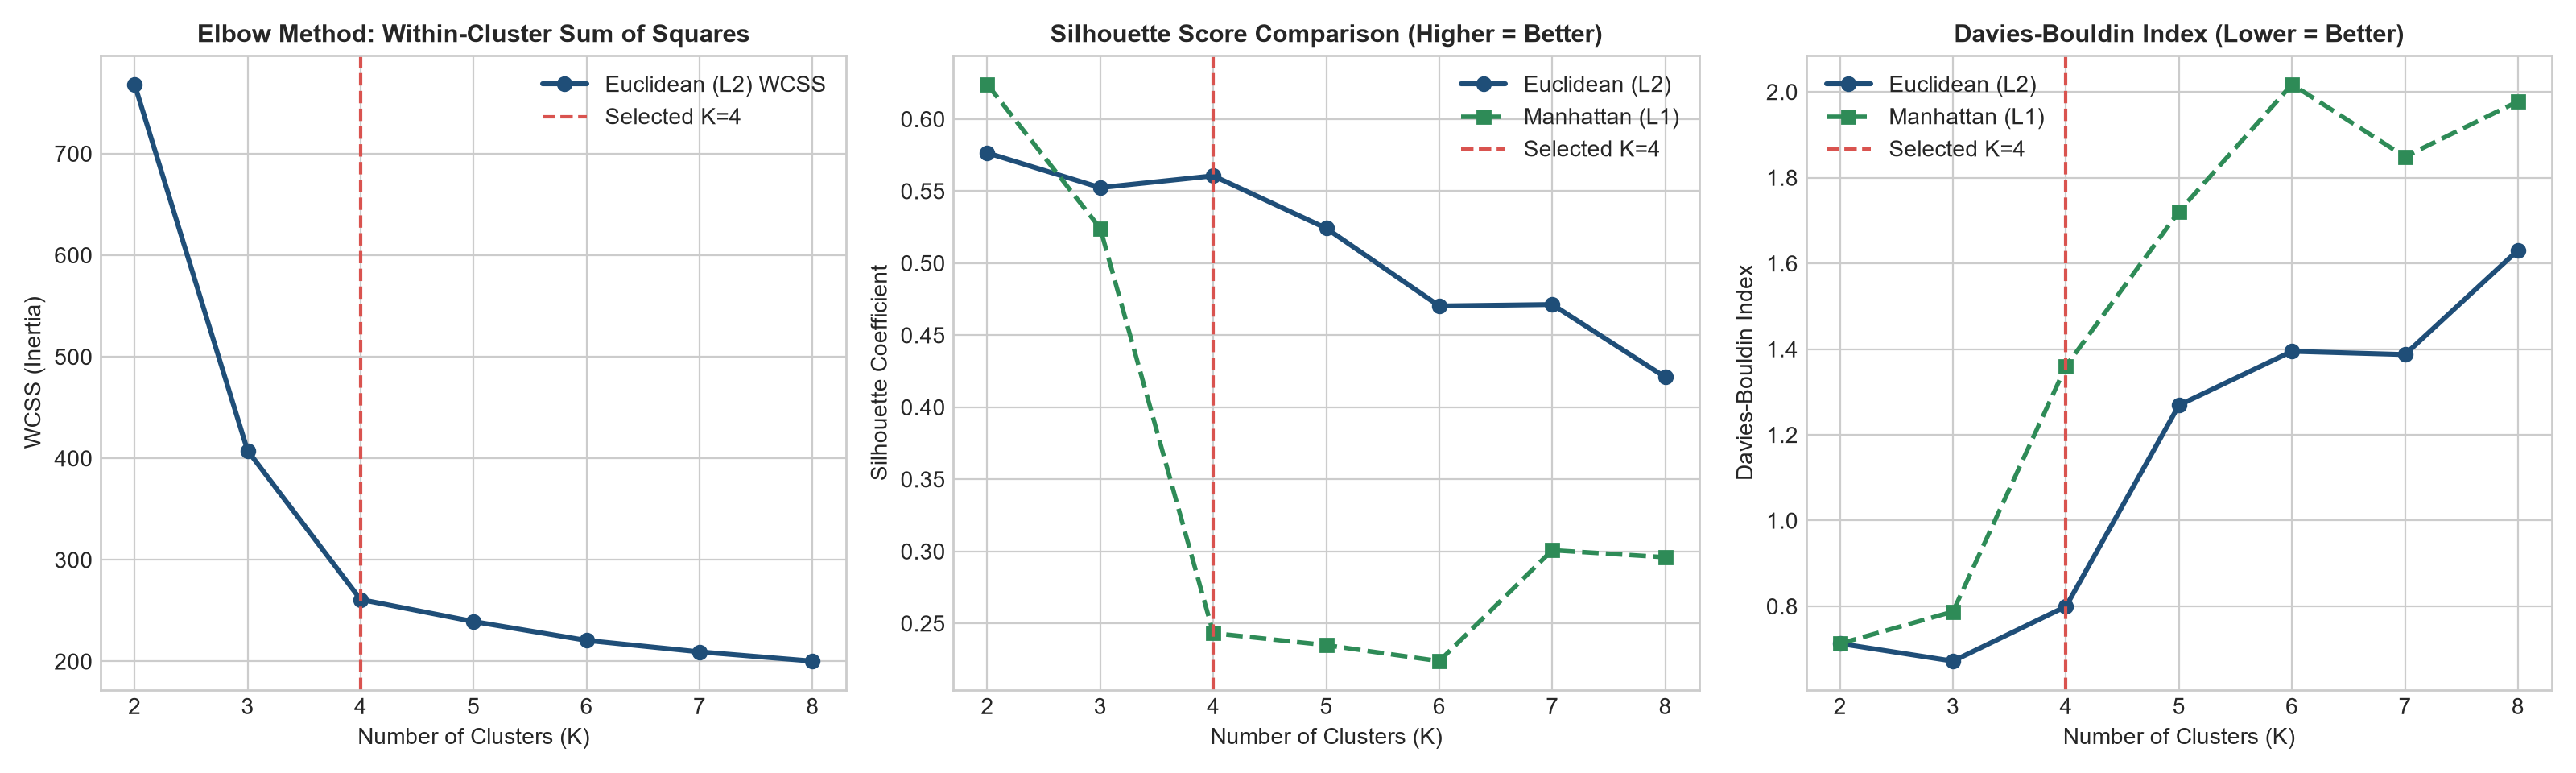 Elbow Method: Within-Cluster Sum of Squares
Euclidean (L2) WCSS
Selected K=4
WCSS (Inertia)
700
600
500
400
300
200
2 3 4 5 6 7 8
Number of Clusters (K)
Silhouette Score Comparison (Higher = Better)
Euclidean (L2)
Manhattan (L1)
Selected K=4
Silhouette Coefficient
0.60
0.55
0.50
0.45
0.40
0.35
0.30
0.25
2 3 4 5 6 7 8
Number of Clusters (K)
Davies-Bouldin Index (Lower = Better)
Euclidean (L2)
Manhattan (L1)
Selected K=4
Davies-Bouldin Index
2.0
1.8
1.6
1.4
1.2
1.0
0.8
2 3 4 5 6 7 8
Number of Clusters (K)